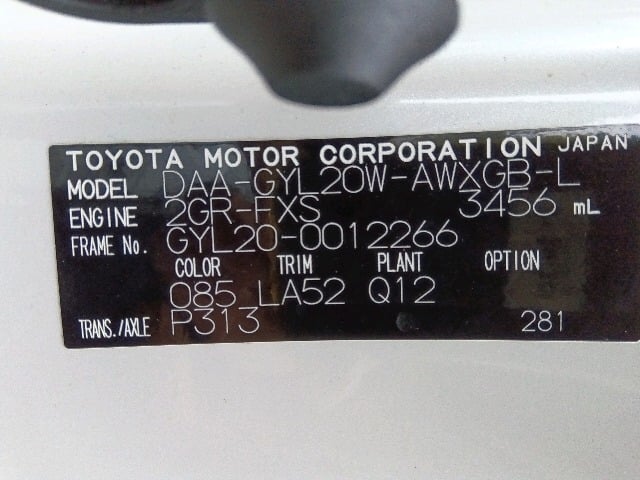 TOYOTA MOTOR CORPORATION JAPAN
MODEL DAA-GYL20W-AWXGB-L
ENGINE 2GR-FXS 3456 mL
FRAME No. GYL20-0012266
COLOR TRIM PLANT OPTION
085 LA52 Q12
TRANS./AXLE P313 281